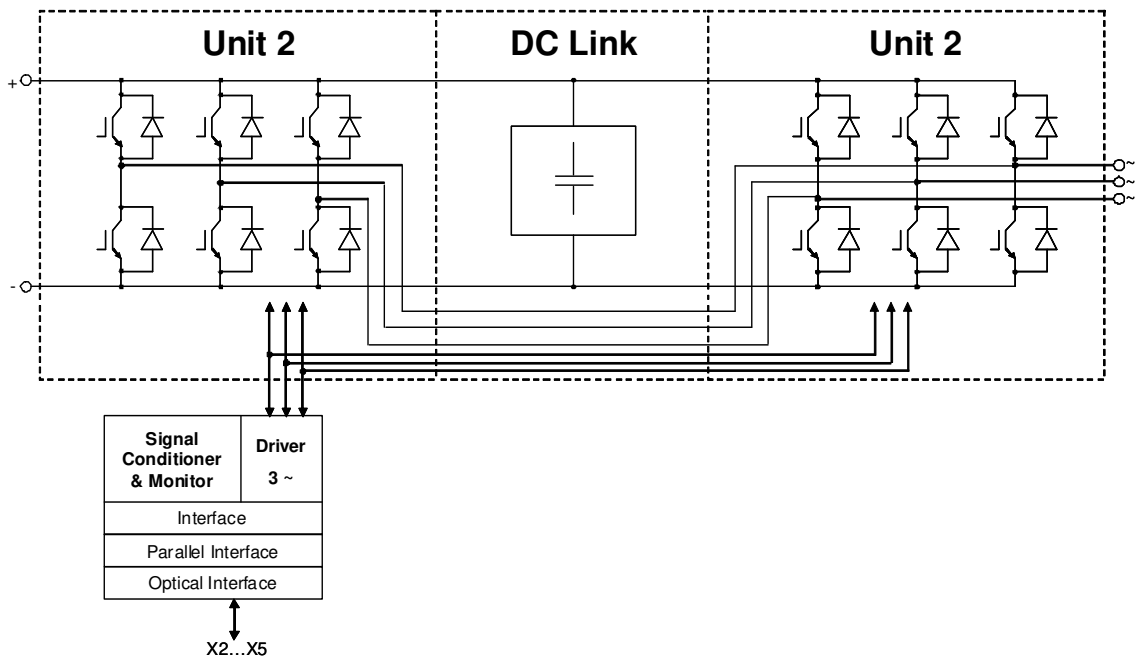 Unit 2
DC Link
Unit 2
+
-
~
~
~
Signal
Conditioner
& Monitor
Driver
3 ~
Interface
Parallel Interface
Optical Interface
X2...X5